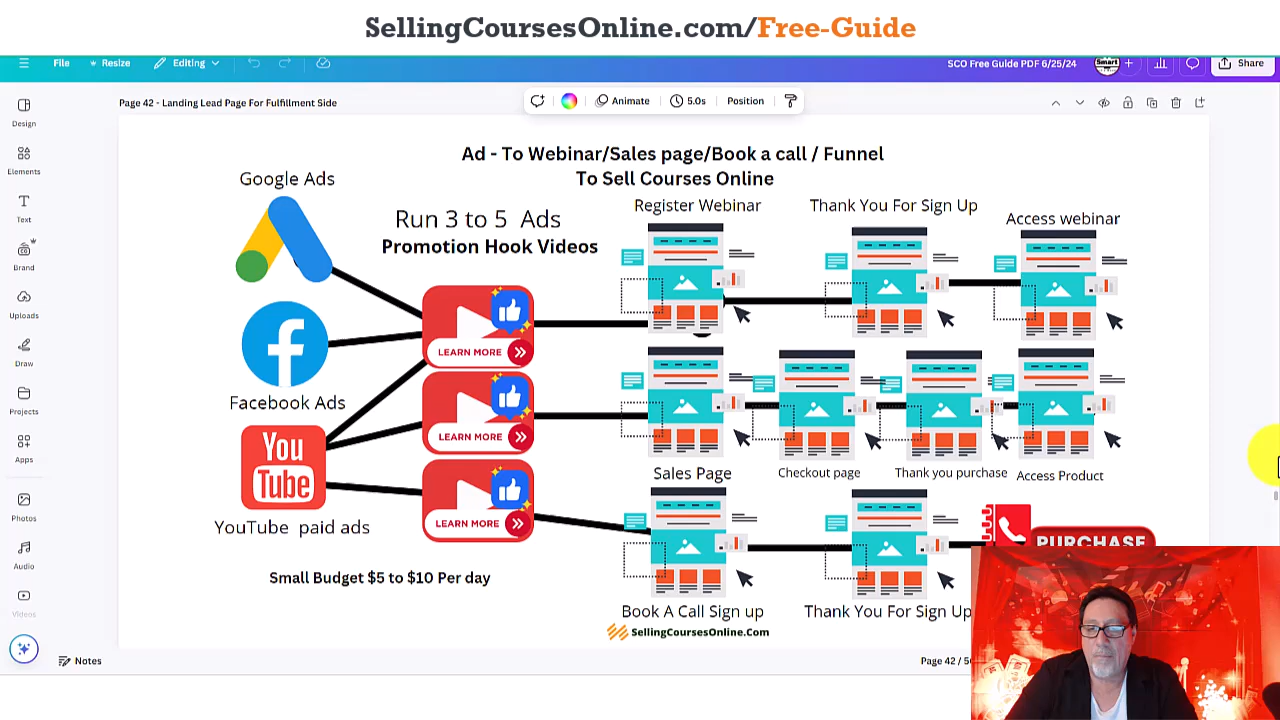 SellingCoursesOnline.com/Free-Guide
File
Resize
Editing
SCO Free Guide PDF 6/25/24
Smart
Share
Page 42 - Landing Lead Page For Fulfillment Side
Animate
5.0s
Position
Design
Elements
Text
Brand
Uploads
Draw
Projects
Apps
Photos
Audio
Videos
Ad - To Webinar/Sales page/Book a call / Funnel
To Sell Courses Online
Google Ads
Run 3 to 5 Ads
Promotion Hook Videos
Register Webinar
Thank You For Sign Up
Access webinar
LEARN MORE
Facebook Ads
LEARN MORE
You
Tube
Sales Page
Checkout page
Thank you purchase
Access Product
LEARN MORE
YouTube paid ads
PURCHASE
Small Budget $5 to $10 Per day
Book A Call Sign up
Thank You For Sign Up
SellingCoursesOnline.Com
Notes
Page 42 /